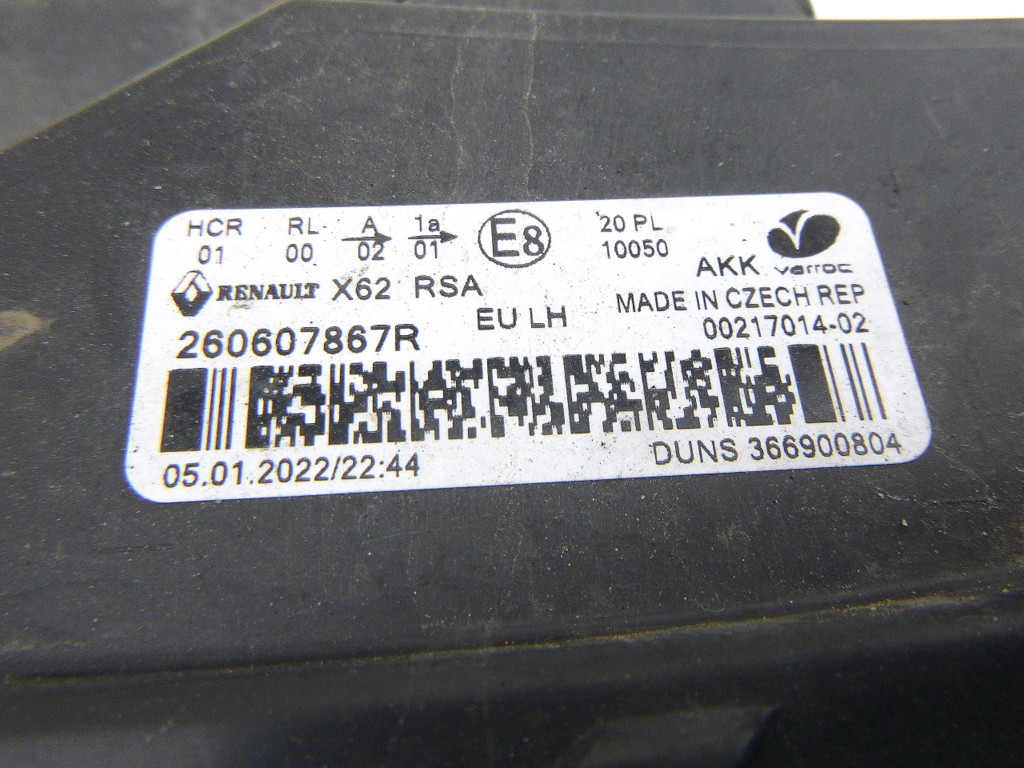 HCR RL A 1a E8 20 PL
01 00 02 01 10050
AKK varroc
RENAULT X62 RSA
EU LH
MADE IN CZECH REP
260607867R
00217014-02
05.01.2022/22:44
DUNS 366900804